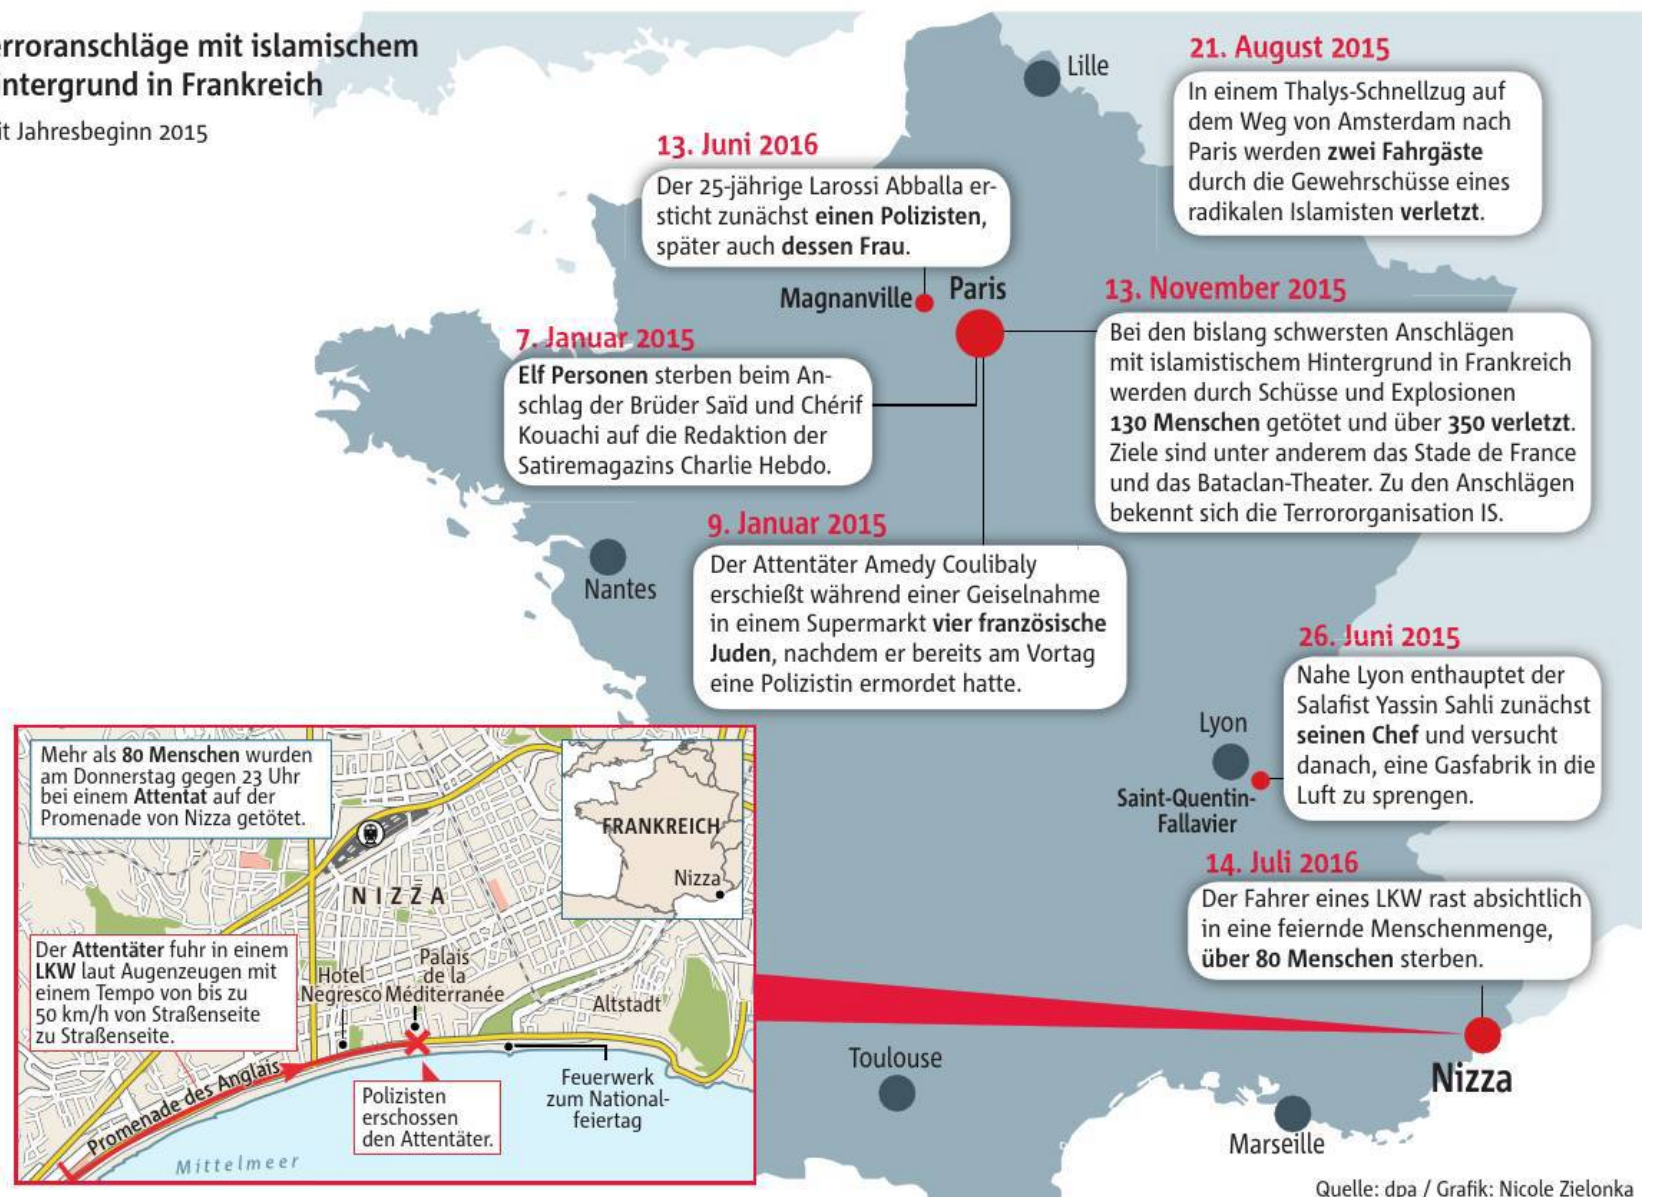 erroranschläge mit islamischem
intergrund in Frankreich
it Jahresbeginn 2015
Lille
21. August 2015
In einem Thalys-Schnellzug auf
dem Weg von Amsterdam nach
Paris werden zwei Fahrgäste
durch die Gewehrschüsse eines
radikalen Islamisten verletzt.
13. Juni 2016
Der 25-jährige Larossi Abballa er-
sticht zunächst einen Polizisten,
später auch dessen Frau.
Magnanville
Paris
13. November 2015
Bei den bislang schwersten Anschlägen
mit islamistischem Hintergrund in Frankreich
werden durch Schüsse und Explosionen
130 Menschen getötet und über 350 verletzt.
Ziele sind unter anderem das Stade de France
und das Bataclan-Theater. Zu den Anschlägen
bekennt sich die Terrororganisation IS.
7. Januar 2015
Elf Personen sterben beim An-
schlag der Brüder Saïd und Chérif
Kouachi auf die Redaktion der
Satiremagazins Charlie Hebdo.
9. Januar 2015
Der Attentäter Amedy Coulibaly
erschießt während einer Geiselnahme
in einem Supermarkt vier französische
Juden, nachdem er bereits am Vortag
eine Polizistin ermordet hatte.
Nantes
26. Juni 2015
Nahe Lyon enthauptet der
Salafist Yassin Sahli zunächst
seinen Chef und versucht
danach, eine Gasfabrik in die
Luft zu sprengen.
Lyon
Saint-Quentin-
Fallavier
14. Juli 2016
Der Fahrer eines LKW rast absichtlich
in eine feiernde Menschenmenge,
über 80 Menschen sterben.
Nizza
Toulouse
Marseille
Mehr als 80 Menschen wurden
am Donnerstag gegen 23 Uhr
bei einem Attentat auf der
Promenade von Nizza getötet.
FRANKREICH
Nizza
NIZZA
Der Attentäter fuhr in einem
LKW laut Augenzeugen mit
einem Tempo von bis zu
50 km/h von Straßenseite
zu Straßenseite.
Hotel
Negresco
Palais
de la
Méditerranée
Altstadt
Promenade des Anglais
Polizisten
erschossen
den Attentäter.
Feuerwerk
zum National-
feiertag
Mittelmeer
Quelle: dpa / Grafik: Nicole Zielonka